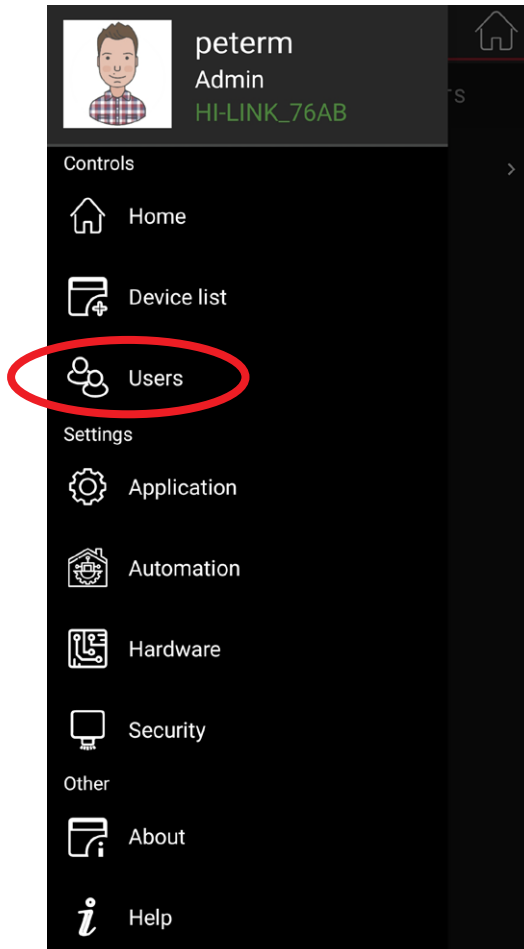 peterm
Admin
HI-LINK_76AB
Controls
Home
Device list
Users
Settings
Application
Automation
Hardware
Security
Other
About
Help